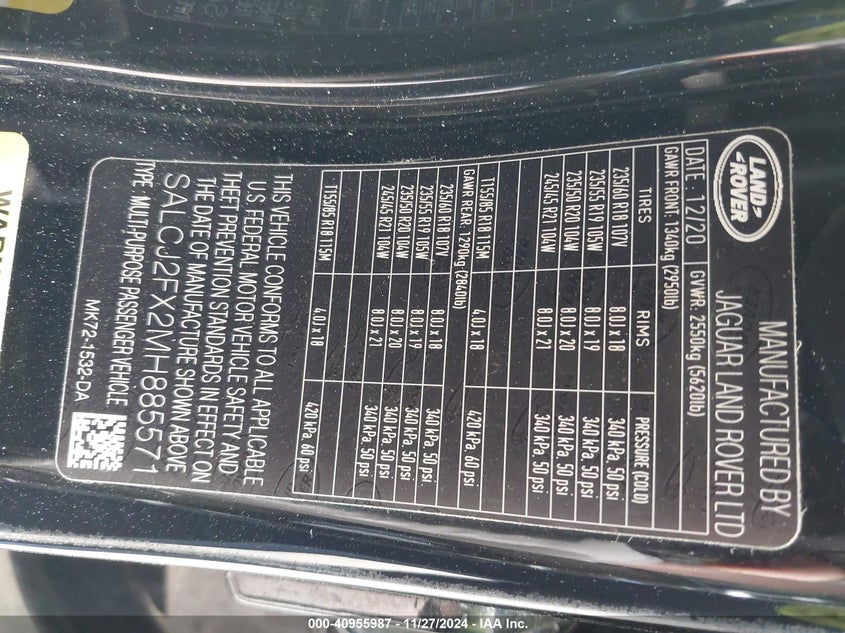 LAND
ROVER
MANUFACTURED BY
JAGUAR LAND ROVER LTD
DATE: 12/20 GVWR: 2550kg (5620lb)
GAWR FRONT: 1340kg (2950lb)
TIRES RIMS PRESSURE (COLD)
235/60 R18 107V 8.0J x 18 340 kPa, 50 psi
235/55 R19 105W 8.0J x 19 340 kPa, 50 psi
235/50 R20 104W 8.0J x 20 340 kPa, 50 psi
245/45 R21 104W 8.0J x 21 340 kPa, 50 psi
T155/85 R18 115M 4.0J x 18 420 kPa, 60 psi
GAWR REAR: 1290kg (2840lb)
235/60 R18 107V 8.0J x 18 340 kPa, 50 psi
235/55 R19 105W 8.0J x 19 340 kPa, 50 psi
235/50 R20 104W 8.0J x 20 340 kPa, 50 psi
245/45 R21 104W 8.0J x 21 340 kPa, 50 psi
T155/85 R18 115M 4.0J x 18 420 kPa, 60 psi
THIS VEHICLE CONFORMS TO ALL APPLICABLE
U.S. FEDERAL MOTOR VEHICLE SAFETY AND
THEFT PREVENTION STANDARDS IN EFFECT ON
THE DATE OF MANUFACTURE SHOWN ABOVE
SALCJ2FX2MH885571
TYPE: MULTI-PURPOSE PASSENGER VEHICLE
MK72-1532-DA
000-40955987 - 11/27/2024 - IAA Inc.